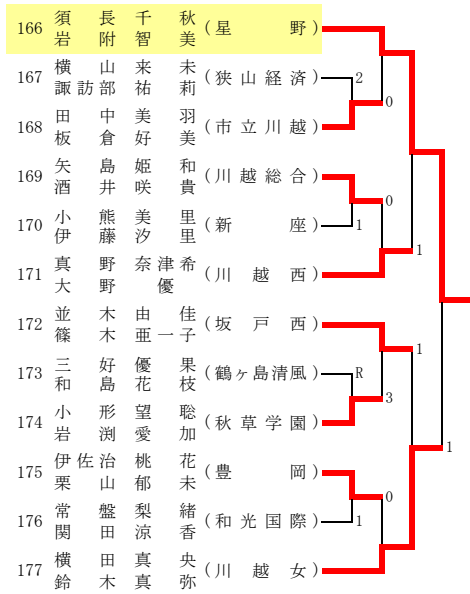 須長千秋
166 (星野)
岩附智美
横山来未
167 (狭山経済) 2
諏訪部祐莉
0
田中美羽
168 (市立川越)
板倉好美
矢島姫和
169 (川越総合)
酒井咲貴
0
小熊美里
170 (新座) 1
伊藤汐里
1
真野奈津希
171 (川越西)
大野優
並木由佳
172 (坂戸西)
篠木亜一子
1
三好優果
173 (鶴ヶ島清風) R
和島花枝
3
小形望聡
174 (秋草学園)
岩渕愛加
1
伊佐治桃花
175 (豊岡)
栗山郁未
0
常盤梨緒
176 (和光国際) 1
関田涼香
横田真央
177 (川越女)
鈴木真弥